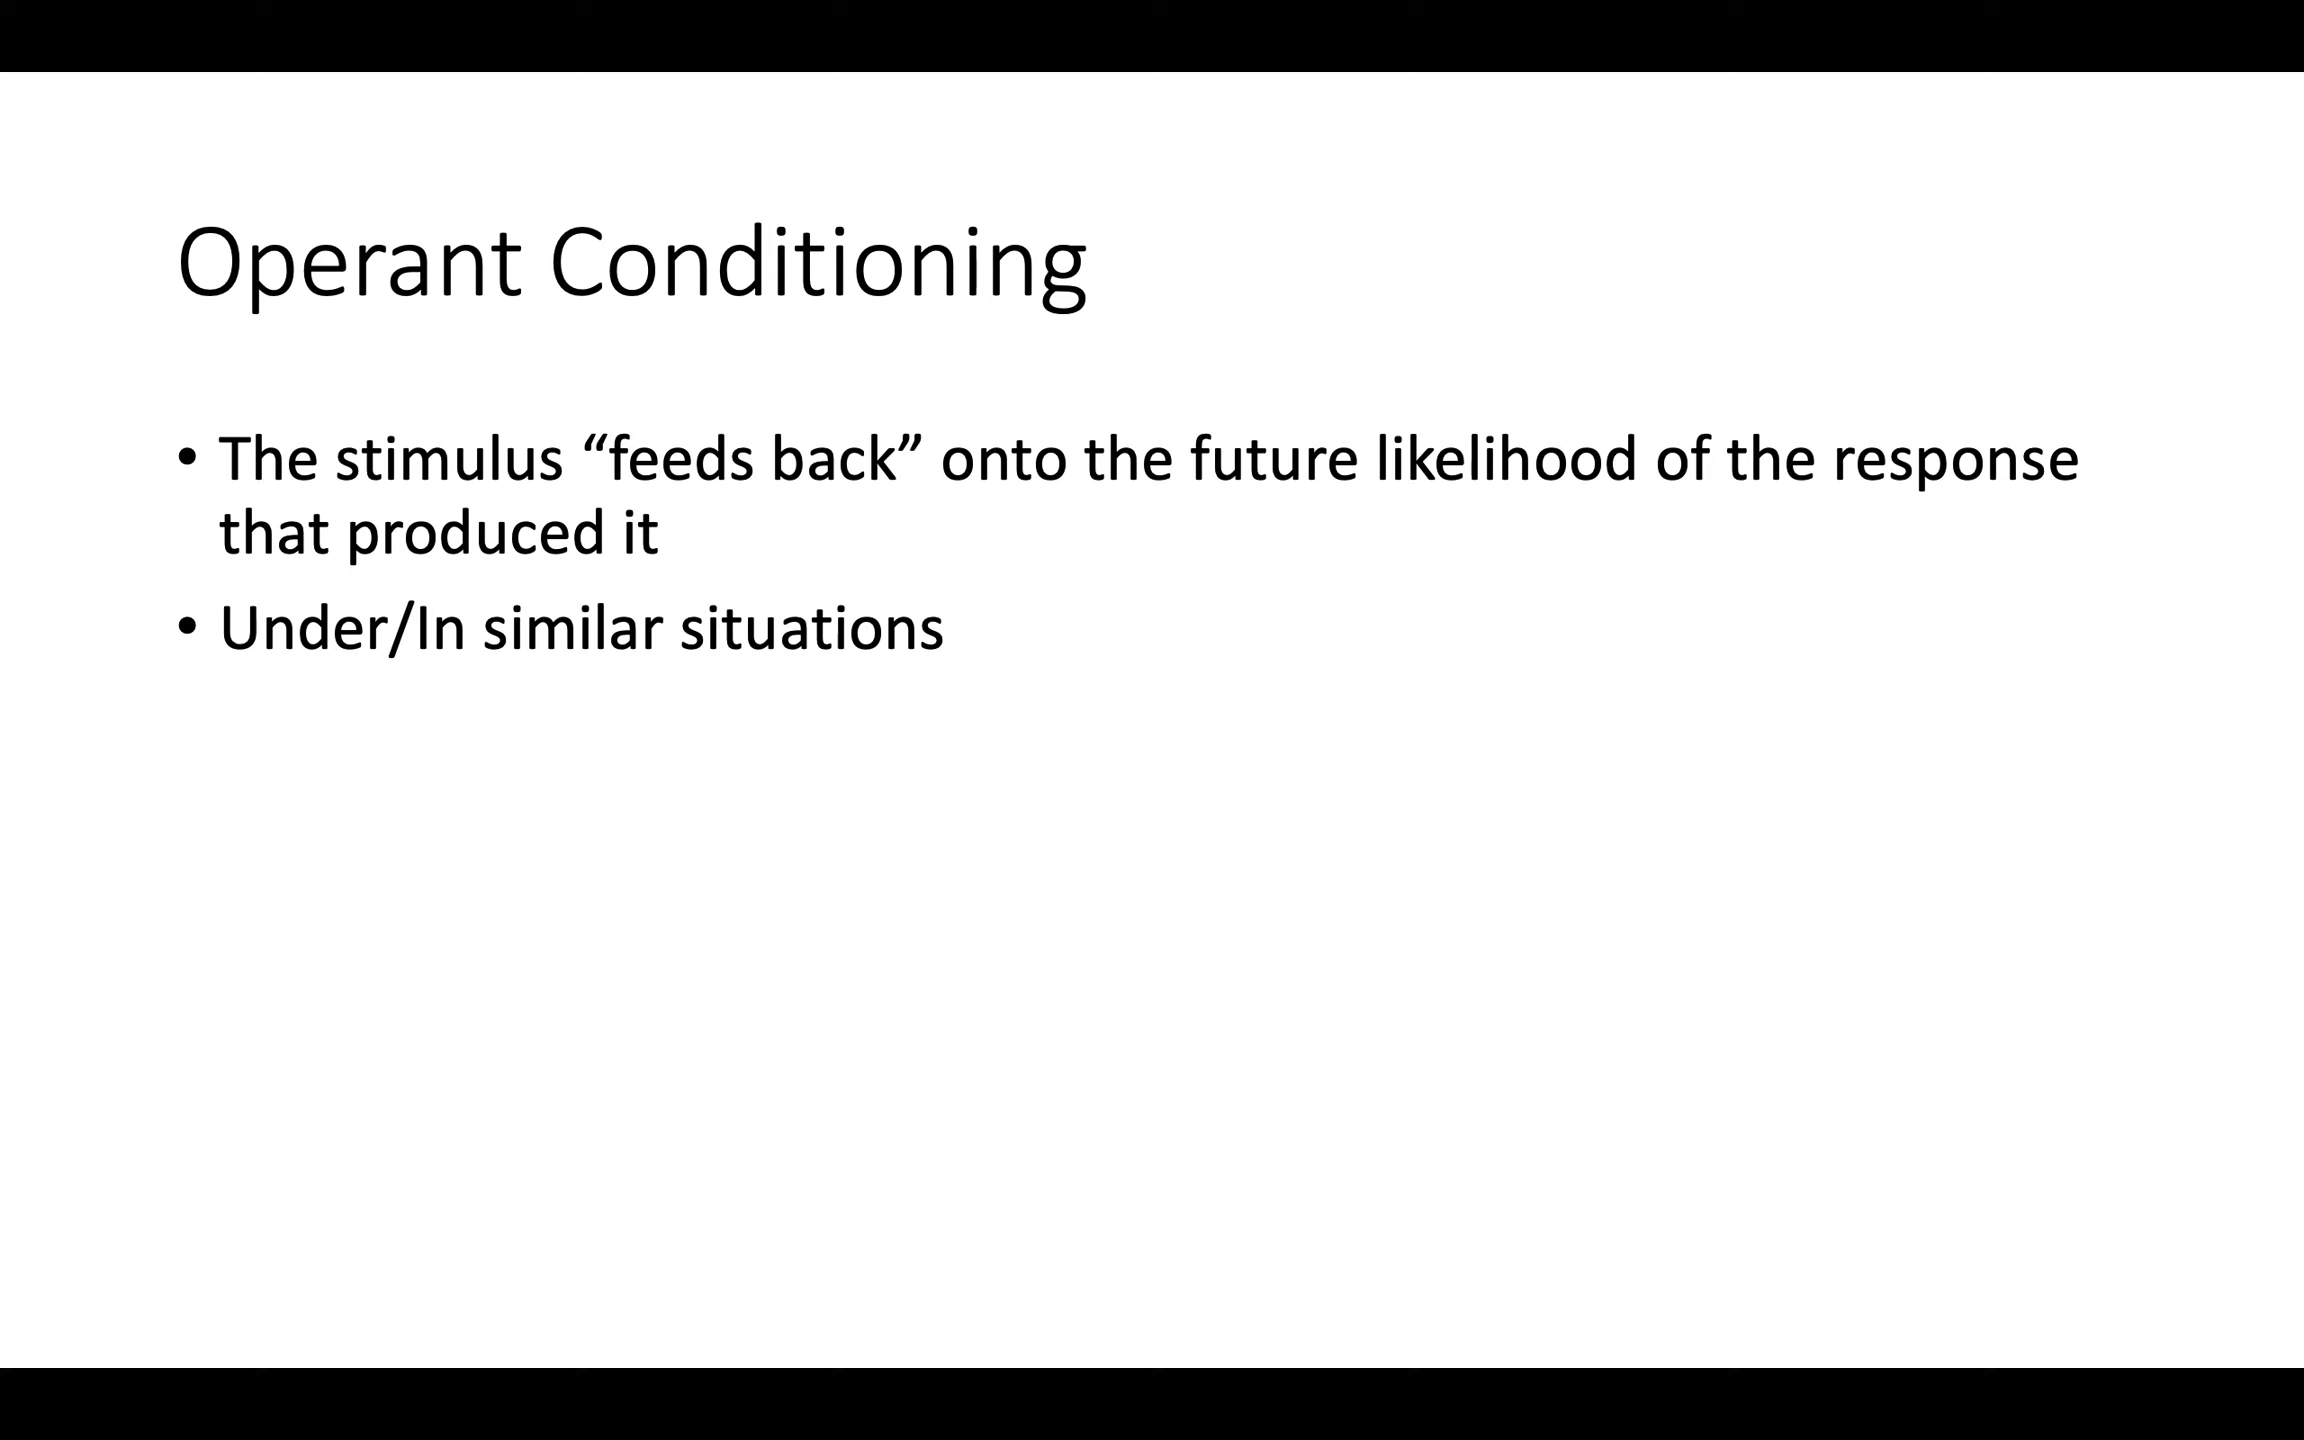 Operant Conditioning
• The stimulus “feeds back” onto the future likelihood of the response
that produced it
• Under/In similar situations